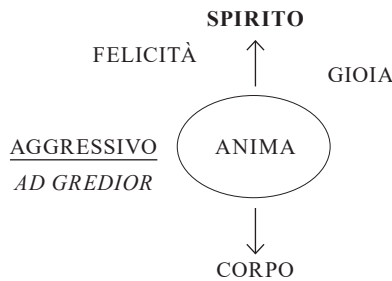 SPIRITO
FELICITÀ
GIOIA
AGGRESSIVO
ANIMA
AD GREDIOR
CORPO